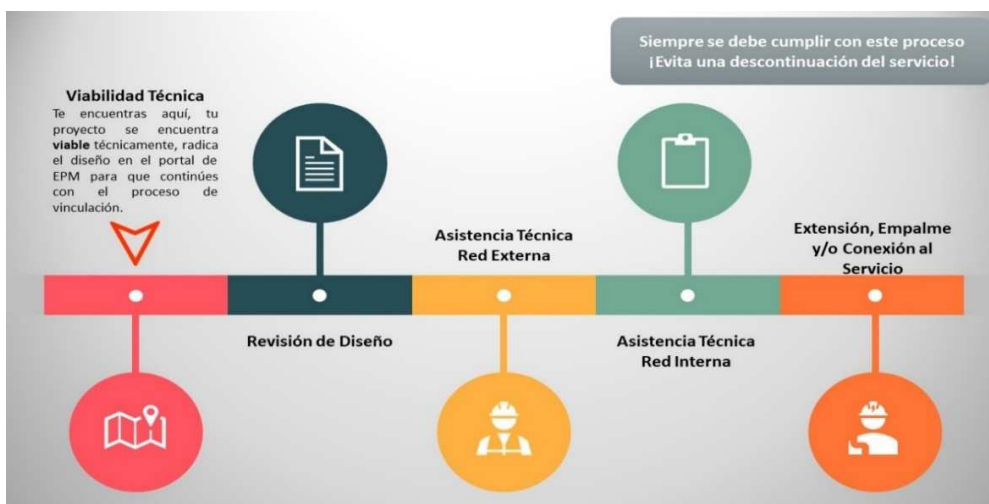 Siempre se debe cumplir con este proceso
¡Evita una descontinuación del servicio!
Viabilidad Técnica
Te encuentras aquí, tu
proyecto se encuentra
viable técnicamente, radica
el diseño en el portal de
EPM para que continúes
con el proceso de
vinculación.
Asistencia Técnica
Red Externa
Extensión, Empalme
y/o Conexión al
Servicio
Revisión de Diseño
Asistencia Técnica
Red Interna